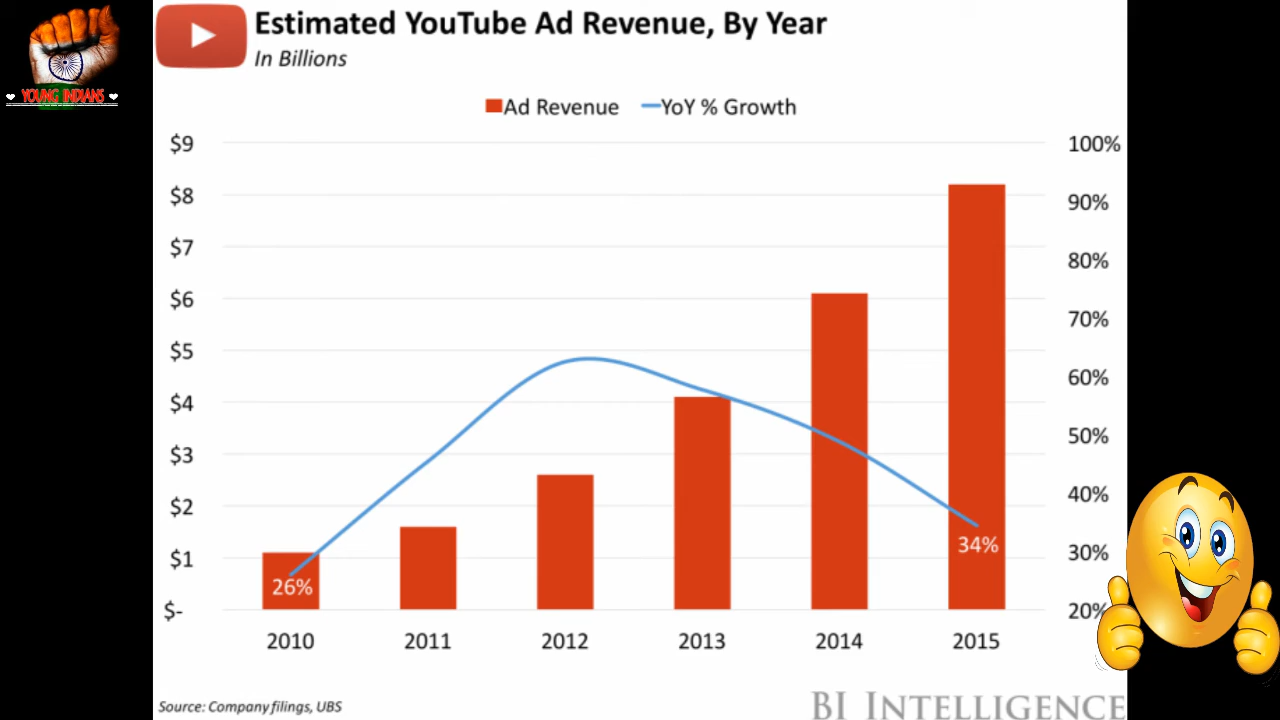 Estimated YouTube Ad Revenue, By Year
In Billions
❤ YOUNG INDIANS ❤
Ad Revenue YoY % Growth
$9 100%
$8 90%
$7 80%
$6 70%
$5 60%
$4 50%
$3 40%
$2 34%
$1 30%
26%
$- 20%
2010 2011 2012 2013 2014 2015
Source: Company filings, UBS
BI INTELLIGENCE